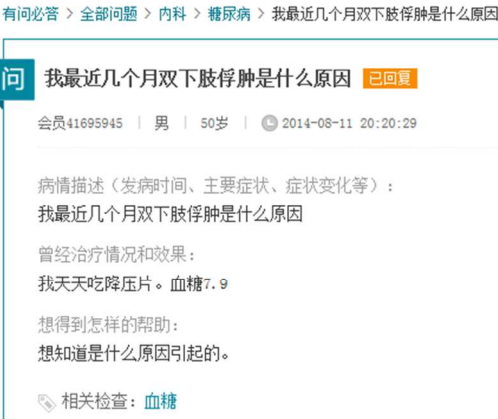 有问必答 > 全部问题 > 内科 > 糖尿病 > 我最近几个月双下肢俘肿是什么原因
问 我最近几个月双下肢俘肿是什么原因 已回复
会员41695945 | 男 | 50岁 | 2014-08-11 20:20:29
病情描述（发病时间、主要症状、症状变化等）：
我最近几个月双下肢俘肿是什么原因
曾经治疗情况和效果：
我天天吃降压片。血糖7.9
想得到怎样的帮助：
想知道是什么原因引起的。
相关检查：血糖